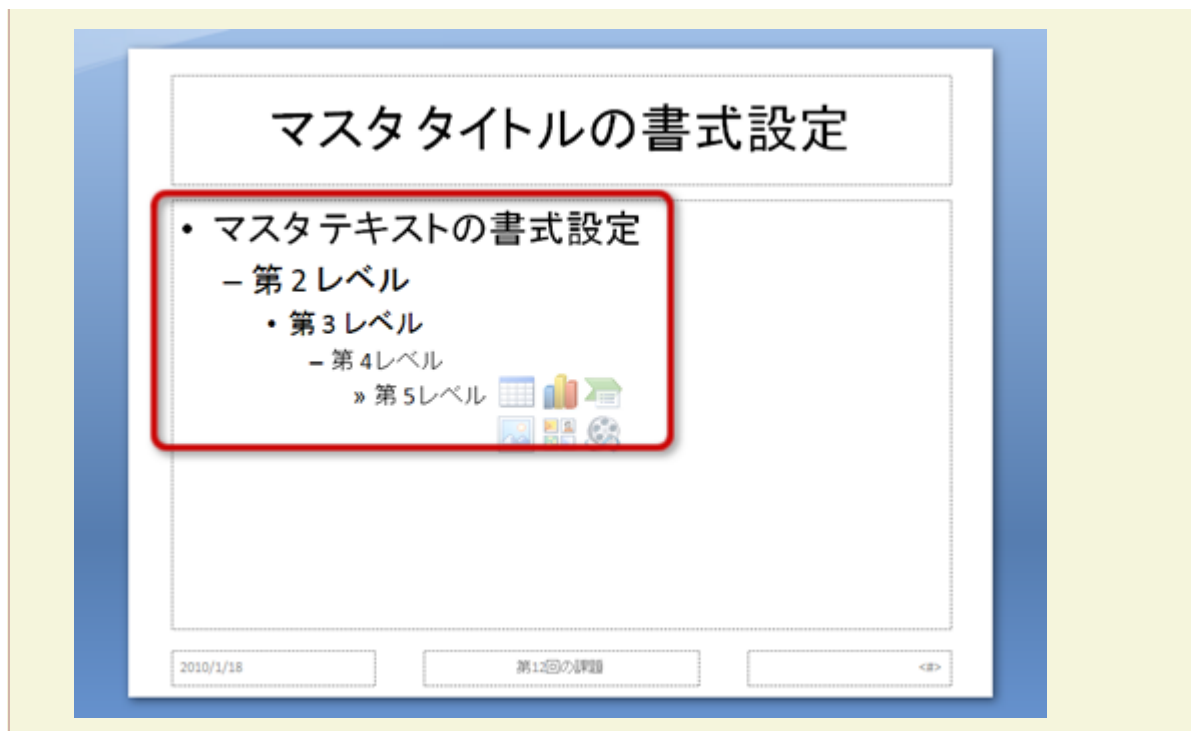 マスタ タイトルの書式設定
• マスタ テキストの書式設定
– 第 2 レベル
• 第 3 レベル
– 第 4 レベル
» 第 5 レベル
2010/1/18
第12回の課題
<#>